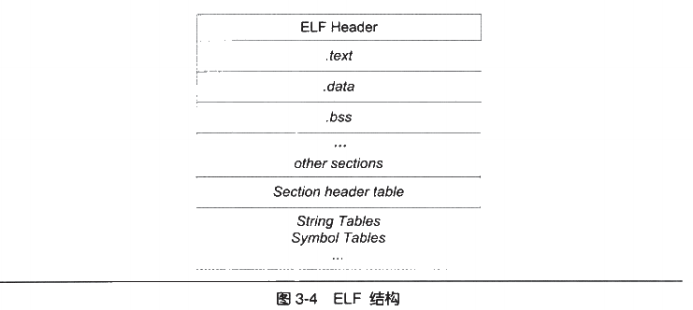 ELF Header
.text
.data
.bss
...
other sections
Section header table
String Tables
Symbol Tables
...
图 3-4 ELF 结构